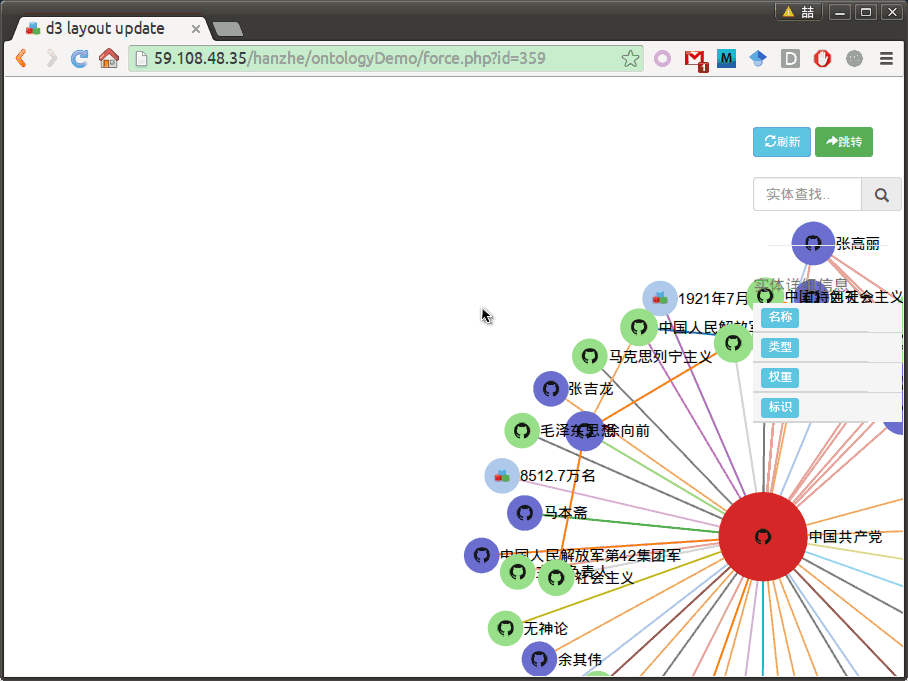 喆
d3 layout update
59.108.48.35/hanzhe/ontologyDemo/force.php?id=359
1
M
D
刷新
跳转
实体查找..
张高丽
实体详细信息
中国特色社会主义
1921年7月
名称
中国人民解放军
类型
马克思列宁主义
权重
张吉龙
标识
毛泽东思想
徐向前
8512.7万名
马本斋
中国共产党
中国人民解放军第42集团军
社会主义
无神论
余其伟